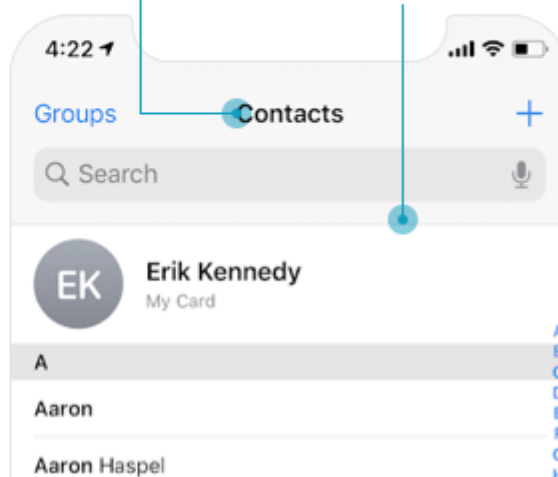 4:22
Groups Contacts +
Search
EK
Erik Kennedy
My Card
A
Aaron
Aaron Haspel